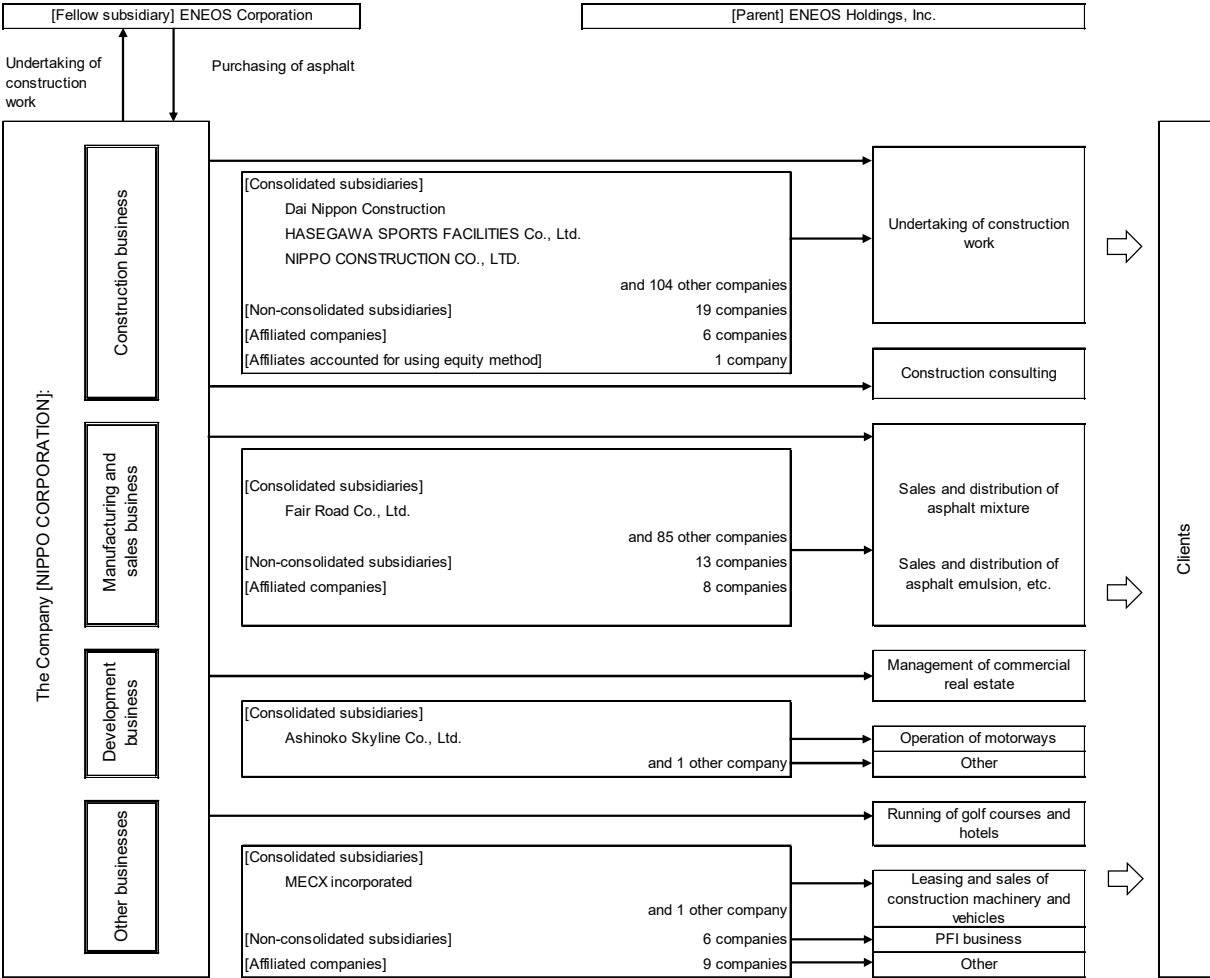 [Fellow subsidiary] ENEOS Corporation
[Parent] ENEOS Holdings, Inc.
Undertaking of
construction
work
Purchasing of asphalt
The Company [NIPPO CORPORATION]:
Construction business
[Consolidated subsidiaries]
Dai Nippon Construction
HASEGAWA SPORTS FACILITIES Co., Ltd.
NIPPO CONSTRUCTION CO., LTD.
and 104 other companies
[Non-consolidated subsidiaries] 19 companies
[Affiliated companies] 6 companies
[Affiliates accounted for using equity method] 1 company
Undertaking of construction
work
Construction consulting
Manufacturing and
sales business
[Consolidated subsidiaries]
Fair Road Co., Ltd.
and 85 other companies
[Non-consolidated subsidiaries] 13 companies
[Affiliated companies] 8 companies
Sales and distribution of
asphalt mixture
Sales and distribution of
asphalt emulsion, etc.
Development
business
Management of commercial
real estate
[Consolidated subsidiaries]
Ashinoko Skyline Co., Ltd.
and 1 other company
Operation of motorways
Other
Other businesses
Running of golf courses and
hotels
[Consolidated subsidiaries]
MECX incorporated
and 1 other company
[Non-consolidated subsidiaries] 6 companies
[Affiliated companies] 9 companies
Leasing and sales of
construction machinery and
vehicles
PFI business
Other
Clients